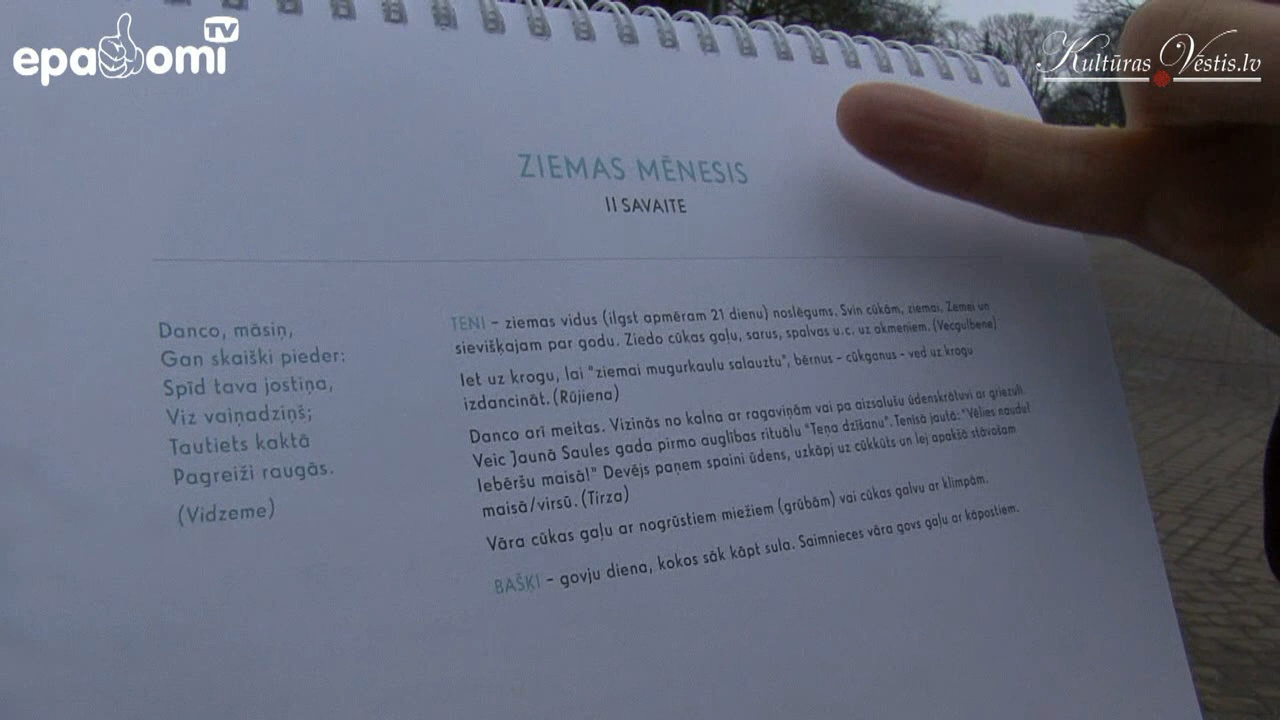 epadomi TV
Kultūras Vēstis.lv
ZIEMAS MĒNESIS
II SAVAITE
Danco, māsiņ,
Gan skaiški pieder:
Spīd tava jostiņa,
Viz vaiņadziņš;
Tautiets kaktā
Pagreiži raugās.
(Vidzeme)
TENI – ziemas vidus (ilgst apmēram 21 dienu) noslēgums. Svin cūkām, ziemai, Zemei un
sievišķajam par godu. Ziedo cūkas gaļu, sarus, spalvas u.c. uz akmeņiem. (Vecgulbene)
Iet uz krogu, lai "ziemai mugurkaulu salauztu", bērnus – cūkganus – ved uz krogu
izdancināt. (Rūjiena)
Danco arī meitas. Vizinās no kalna ar ragaviņām vai pa aizsalušu ūdenskrātuvi ar griezuli.
Veic Jaunā Saules gada pirmo auglības rituālu "Teņa dzīšanu". Tenīsā jautā: "Vēlies naudu?
Iebēršu maisā!" Devējs paņem spaini ūdens, uzkāpj uz cūkkūts un lej apakšā stāvošam
maisā/virsū. (Tirza)
Vāra cūkas gaļu ar nogrūstiem miežiem (grūbām) vai cūkas galvu ar klimpām.
BAŠĶI – govju diena, kokos sāk kāpt sula. Saimnieces vāra govs gaļu ar kāpostiem.